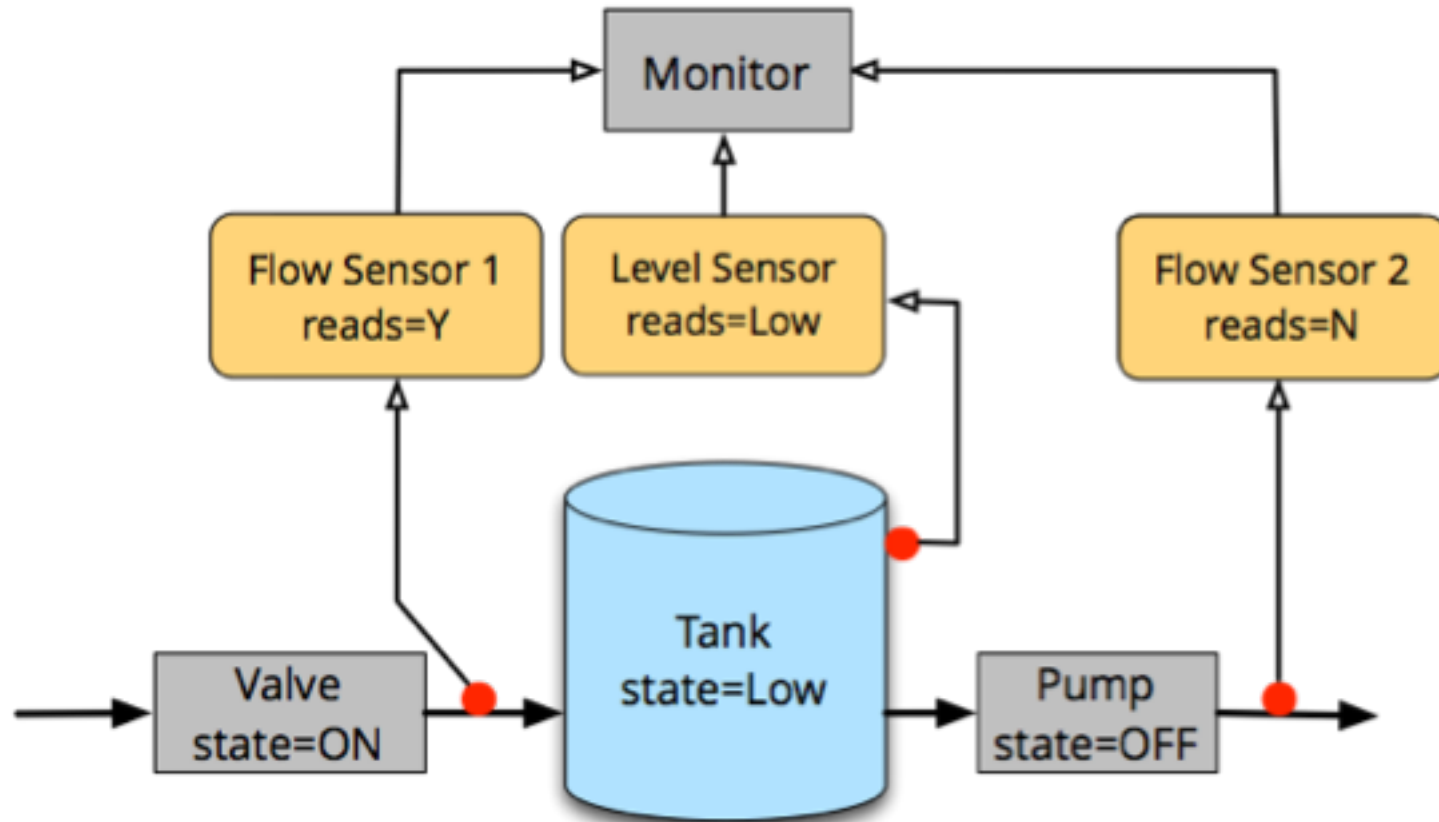 Monitor
Flow Sensor 1
reads=Y
Level Sensor
reads=Low
Flow Sensor 2
reads=N
Valve
state=ON
Tank
state=Low
Pump
state=OFF